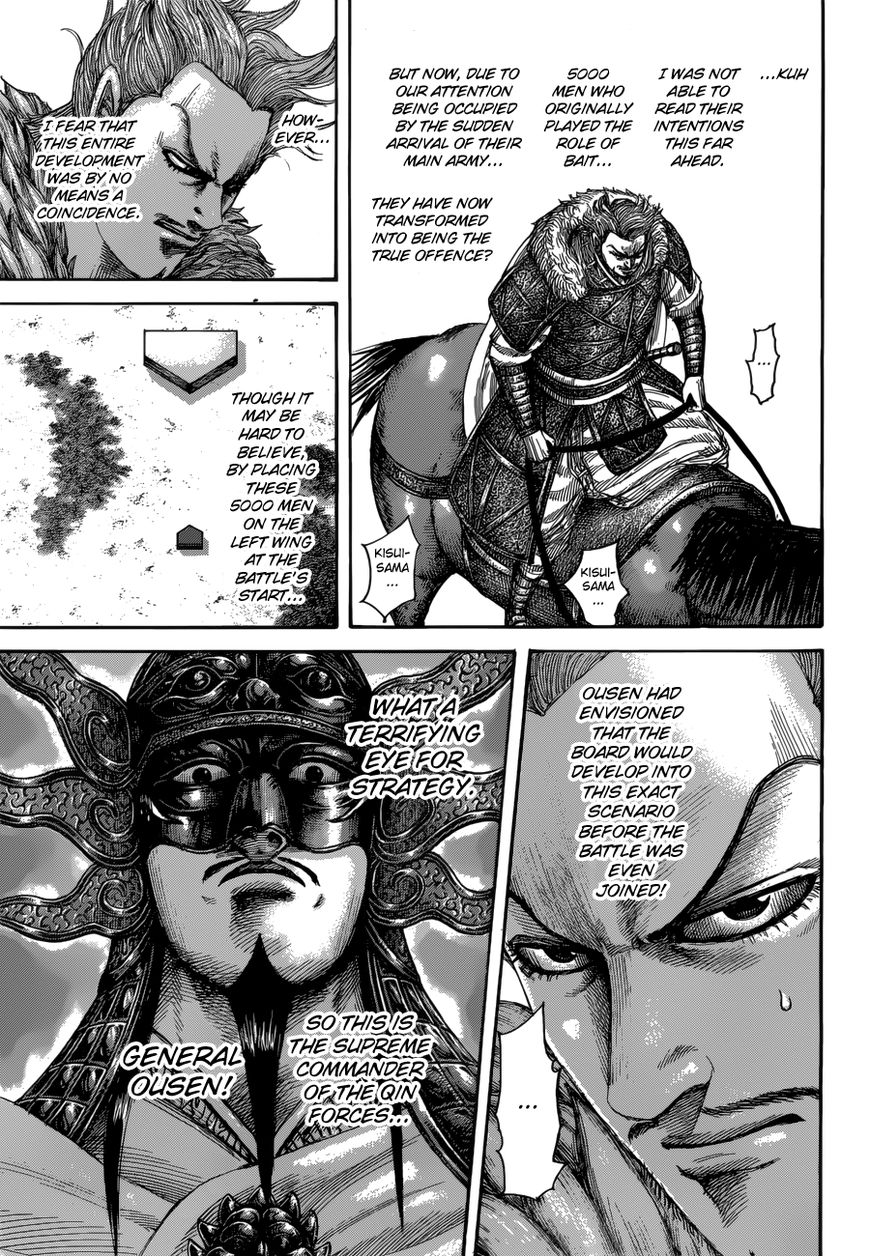 ...KUH
I WAS NOT
ABLE TO
READ THEIR
INTENTIONS
THIS FAR
AHEAD.
5000
MEN WHO
ORIGINALLY
PLAYED THE
ROLE OF
BAIT...
BUT NOW, DUE TO
OUR ATTENTION
BEING OCCUPIED
BY THE SUDDEN
ARRIVAL OF THEIR
MAIN ARMY...
THEY HAVE NOW
TRANSFORMED
INTO BEING THE
TRUE OFFENCE?
...
KISUI-
SAMA
...
KISUI-
SAMA
...
HOW-
EVER...
I FEAR THAT
THIS ENTIRE
DEVELOPMENT
WAS BY NO
MEANS A
COINCIDENCE.
THOUGH IT
MAY BE
HARD TO
BELIEVE,
BY PLACING
THESE
5000 MEN
ON THE
LEFT WING
AT THE
BATTLE'S
START...
OUSEN HAD
ENVISIONED
THAT THE
BOARD WOULD
DEVELOP INTO
THIS EXACT
SCENARIO
BEFORE THE
BATTLE WAS
EVEN
JOINED!
...
WHAT A
TERRIFYING
EYE FOR
STRATEGY.
SO THIS IS
THE SUPREME
COMMANDER
OF THE QIN
FORCES...
GENERAL
OUSEN!